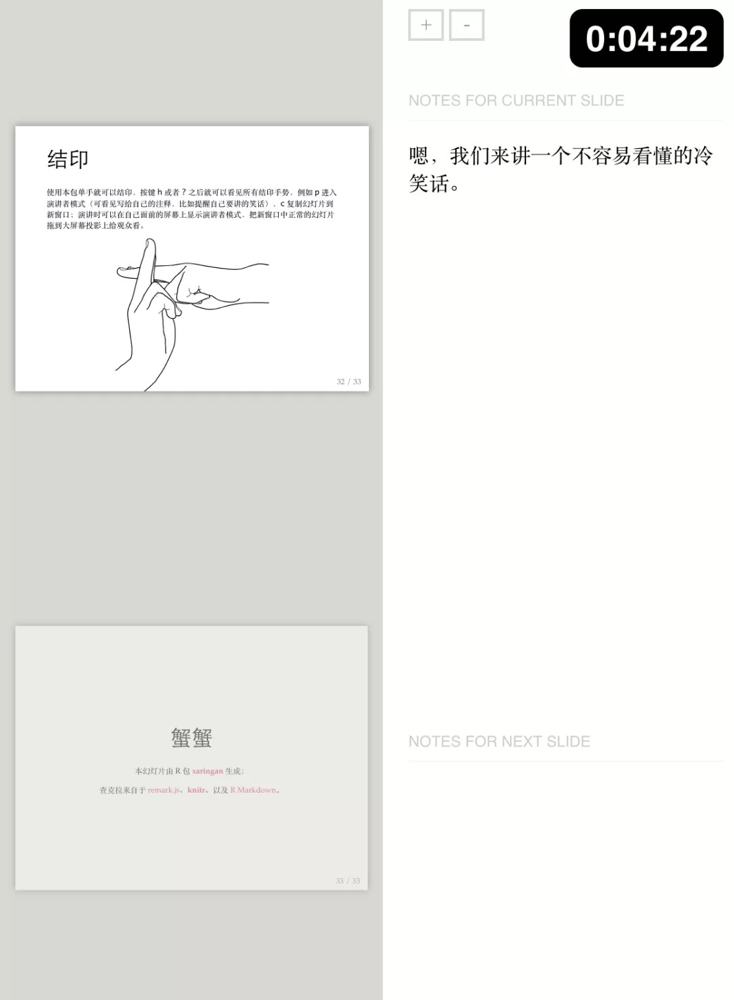 + -
0:04:22
NOTES FOR CURRENT SLIDE
嗯，我们来讲一个不容易看懂的冷
笑话。
结印
使用本包单手就可以结印。按键 h 或者 ? 之后就可以看见所有结印手势。例如 p 进入
演讲者模式（可看见写给自己的注释，比如提醒自己要讲的笑话）、c 复制幻灯片到
新窗口；演讲时可以在自己面前的屏幕上显示演讲者模式，把新窗口中正常的幻灯片
拖到大屏幕投影上给观众看。
32 / 33
NOTES FOR NEXT SLIDE
蟹蟹
本幻灯片由 R 包 xaringan 生成；
查克拉来自于 remark.js、knitr、以及 R Markdown。
33 / 33